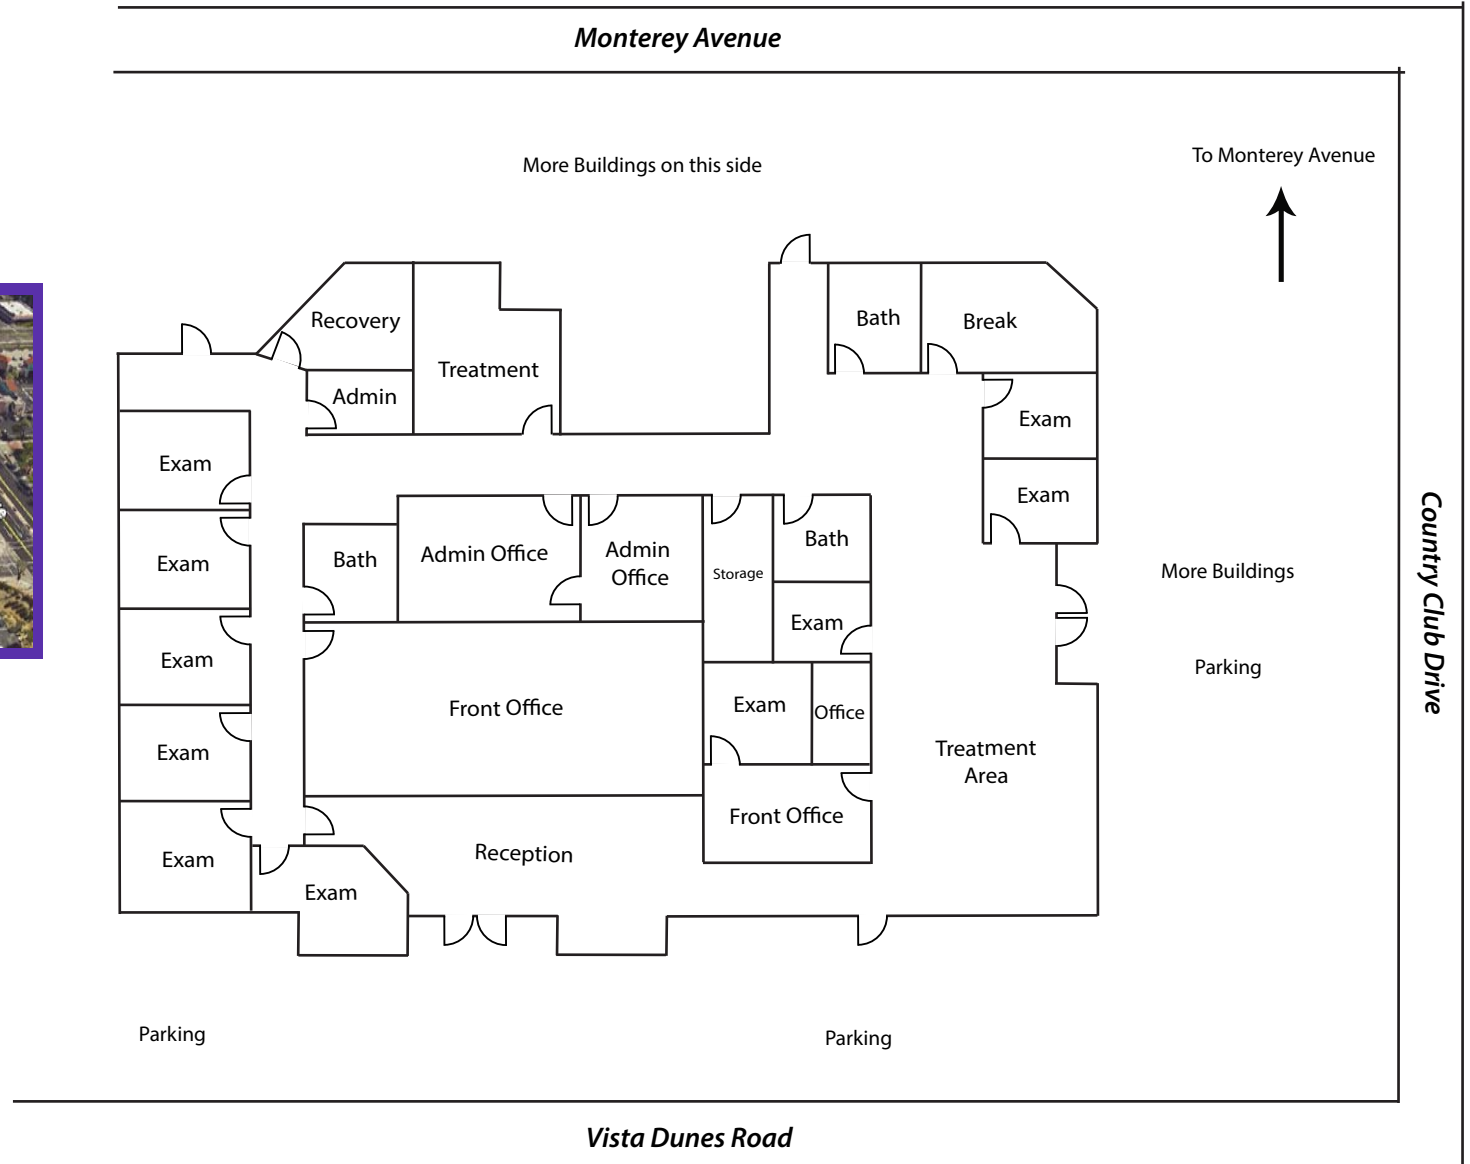 Monterey Avenue
More Buildings on this side
To Monterey Avenue
Recovery
Bath
Break
Treatment
Admin
Exam
Exam
Exam
Country Club Drive
Bath
Admin Office
Admin
Office
Storage
Bath
Exam
More Buildings
Exam
Exam
Parking
Exam
Front Office
Exam
Office
Exam
Treatment
Area
Front Office
Reception
Exam
Exam
Parking
Parking
Vista Dunes Road